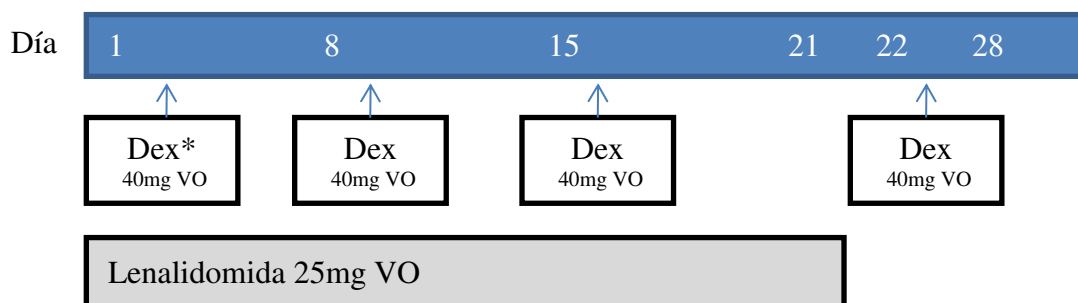 Día 1 8 15 21 22 28
Dex* Dex Dex Dex
40mg VO 40mg VO 40mg VO 40mg VO
Lenalidomida 25mg VO